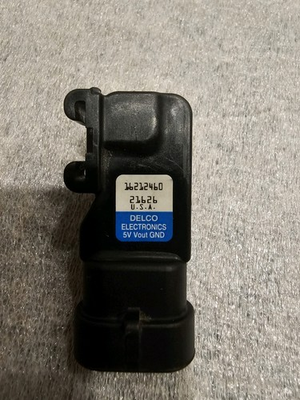 16212460
21626
U.S.A.
DELCO
ELECTRONICS
5V Vout GND